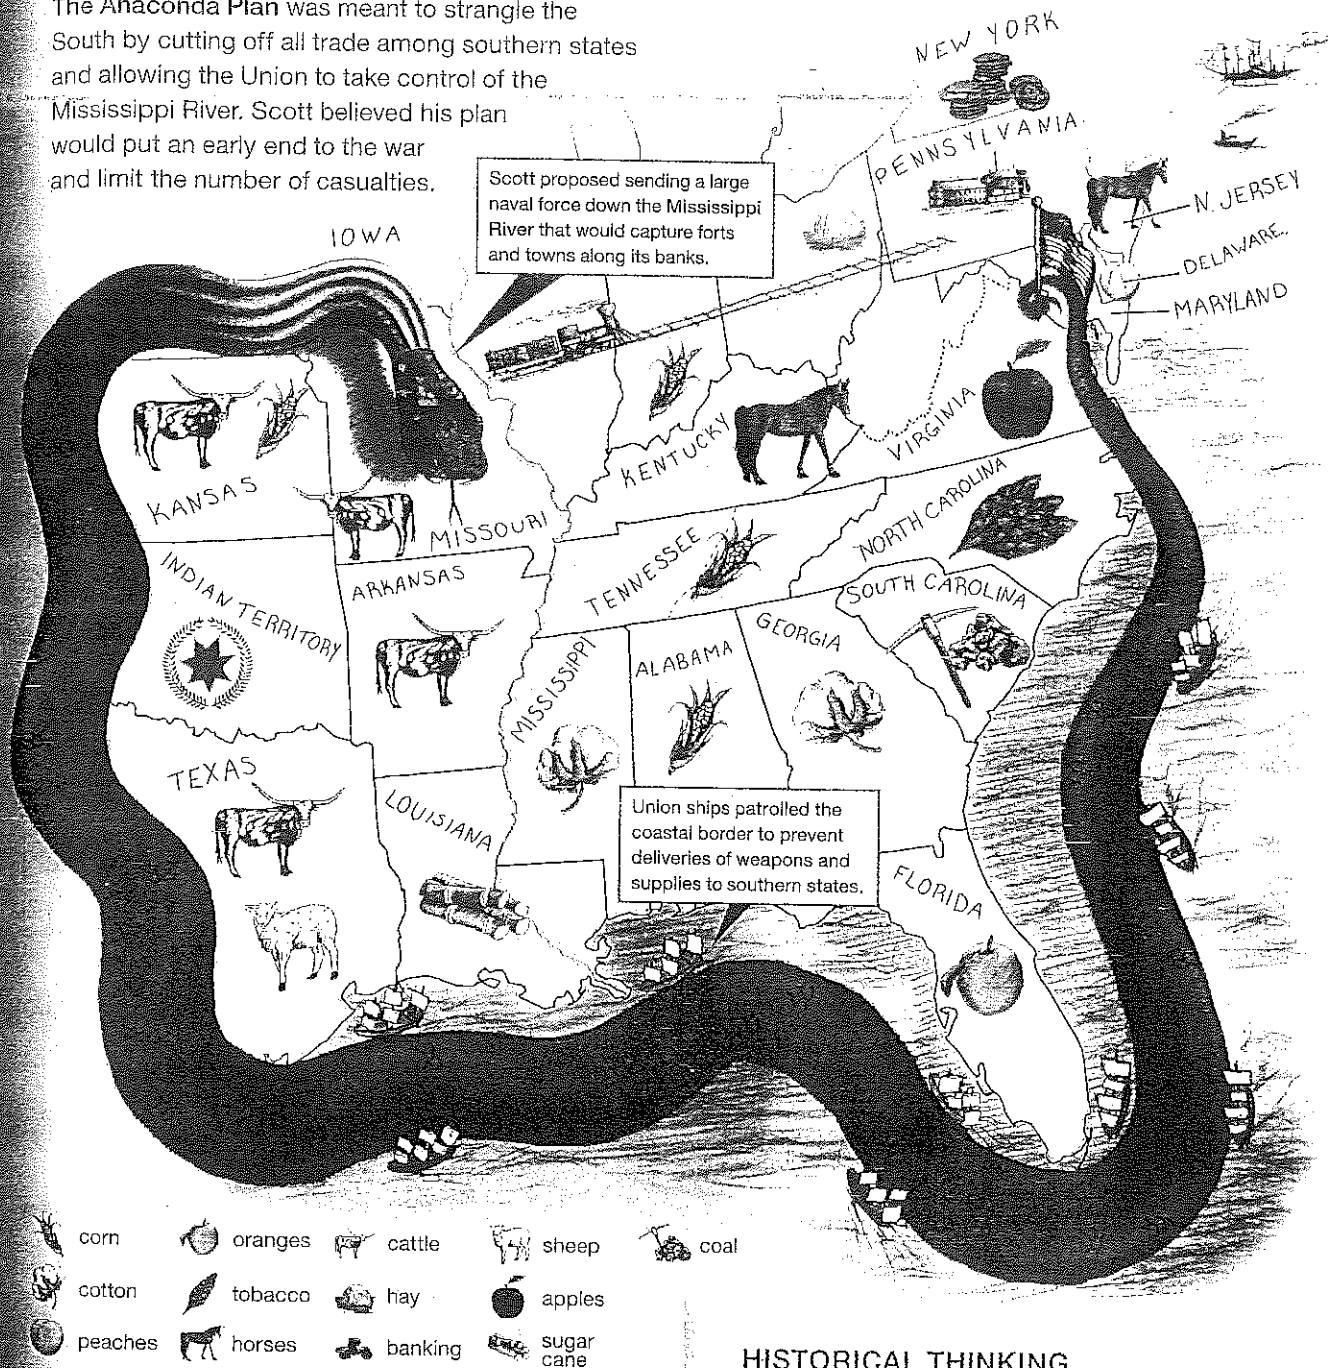 The Anaconda Plan was meant to strangle the
South by cutting off all trade among southern states
and allowing the Union to take control of the
Mississippi River. Scott believed his plan
would put an early end to the war
and limit the number of casualties.
Scott proposed sending a large
naval force down the Mississippi
River that would capture forts
and towns along its banks.
NEW YORK
PENNSYLVANIA
N. JERSEY
DELAWARE
MARYLAND
IOWA
KANSAS
MISSOURI
KENTUCKY
VIRGINIA
INDIAN TERRITORY
ARKANSAS
TENNESSEE
NORTH CAROLINA
SOUTH CAROLINA
MISSISSIPPI
ALABAMA
GEORGIA
TEXAS
LOUISIANA
Union ships patrolled the
coastal border to prevent
deliveries of weapons and
supplies to southern states.
FLORIDA
corn
oranges
cattle
sheep
coal
cotton
tobacco
hay
apples
peaches
horses
banking
sugar
cane
HISTORICAL THINKING